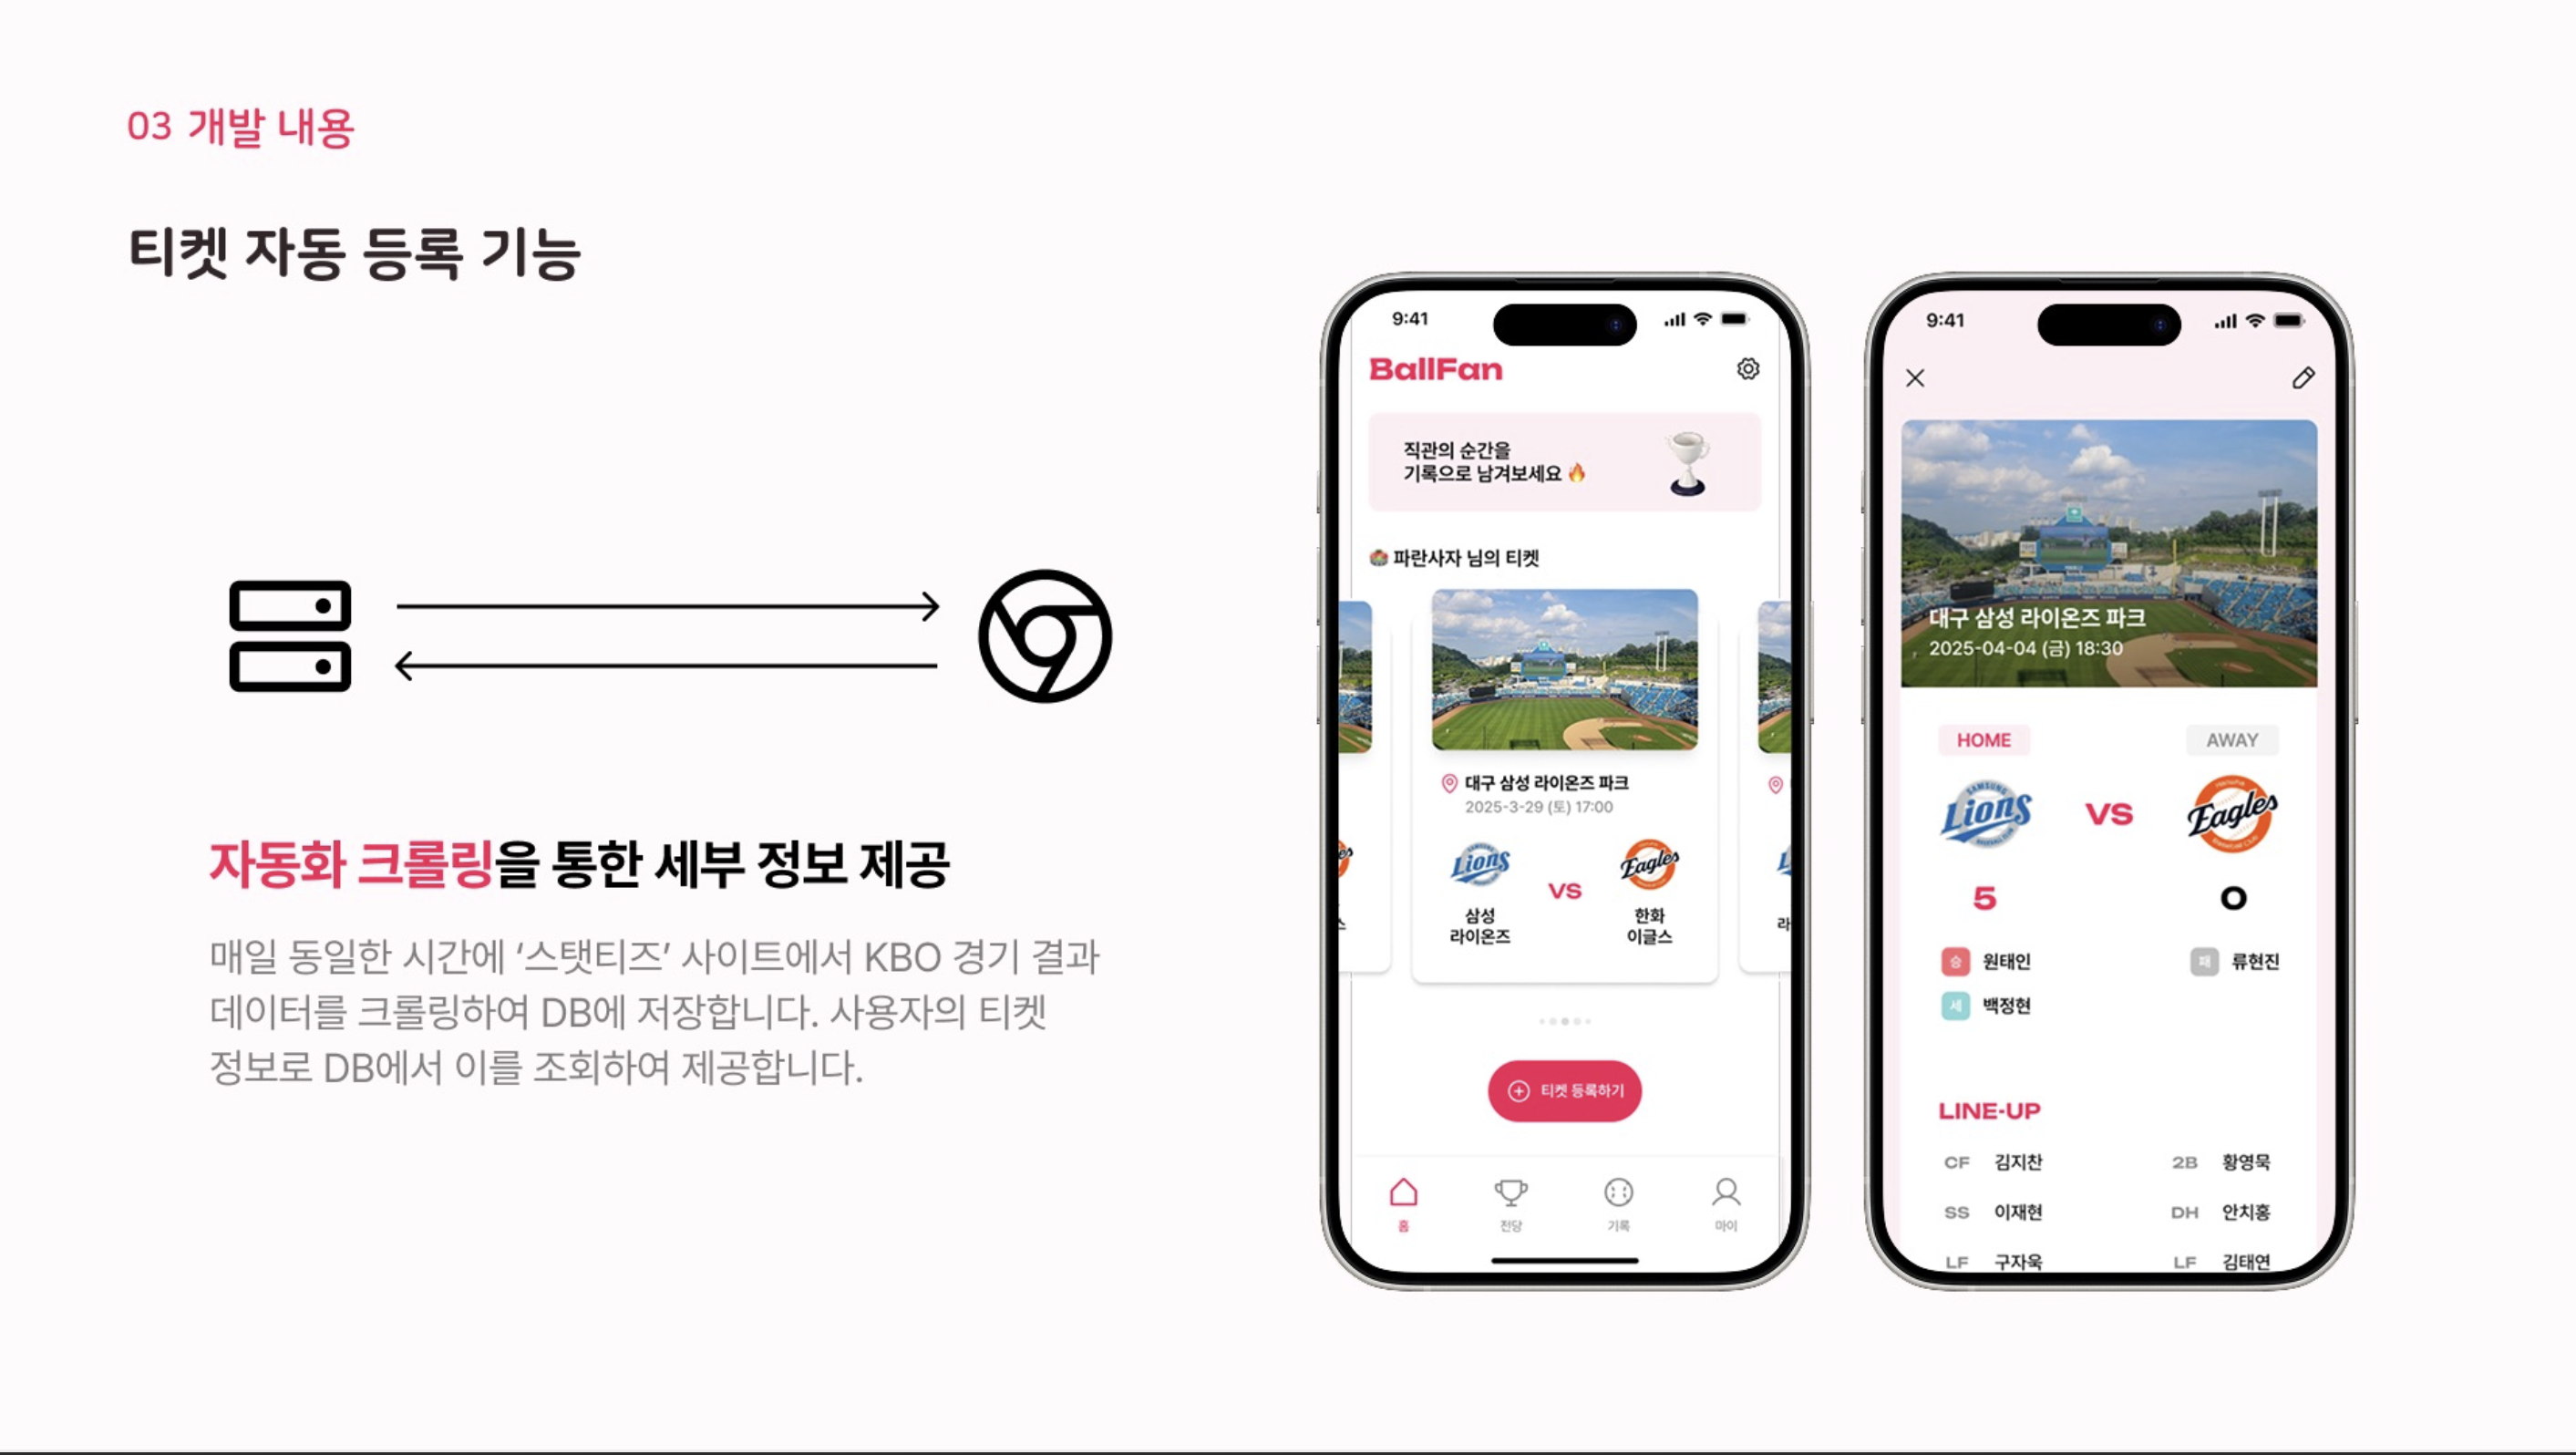 03 개발 내용
티켓 자동 등록 기능
자동화 크롤링을 통한 세부 정보 제공
매일 동일한 시간에 ‘스탯티즈’ 사이트에서 KBO 경기 결과
데이터를 크롤링하여 DB에 저장합니다. 사용자의 티켓
정보로 DB에서 이를 조회하여 제공합니다.
9:41
BallFan
직관의 순간을
기록으로 남겨보세요 🔥
파란사자 님의 티켓
대구 삼성 라이온즈 파크
2025-3-29 (토) 17:00
Lions
VS
Eagles
삼성
라이온즈
한화
이글스
티켓 등록하기
홈
전당
기록
마이
9:41
대구 삼성 라이온즈 파크
2025-04-04 (금) 18:30
HOME
AWAY
SAMSUNG
Lions
VS
Eagles
5
0
승 원태인
패 류현진
세 백정현
LINE-UP
CF 김지찬
2B 황영묵
SS 이재현
DH 안치홍
LF 구자욱
LF 김태연